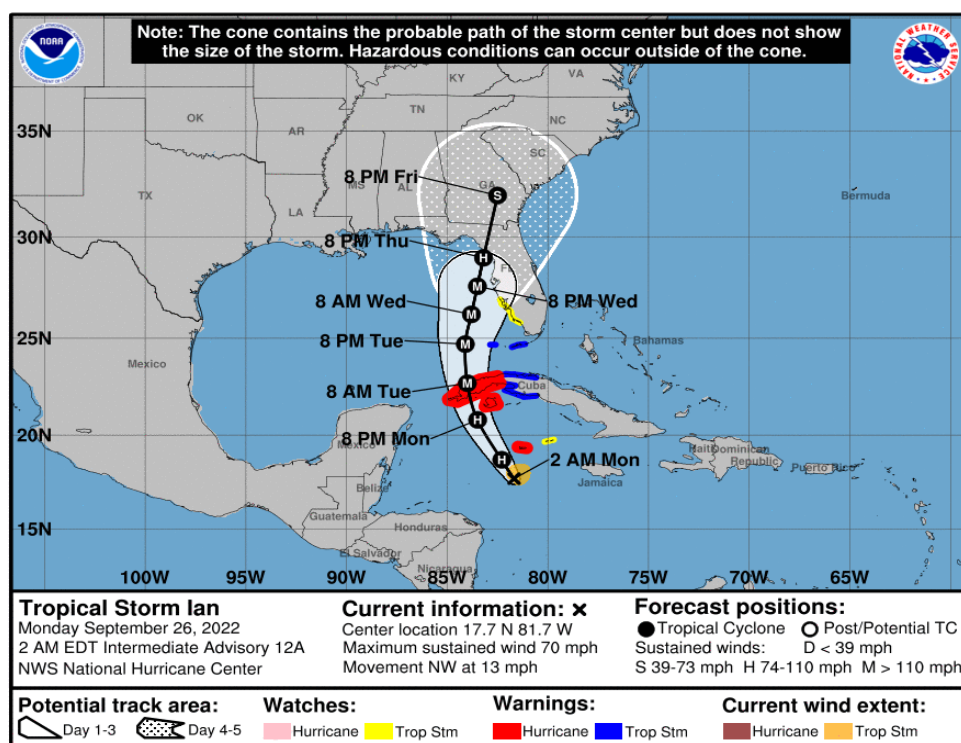 Note: The cone contains the probable path of the storm center but does not show
the size of the storm. Hazardous conditions can occur outside of the cone.
NOAA
NATIONAL WEATHER SERVICE
KY
VA
OK
TN
NC
35N
AR
SC
8 PM Fri
MS
AL
GA
TX
Bermuda
LA
30N
8 PM Thu
FL
8 AM Wed
8 PM Wed
25N
8 PM Tue
Bahamas
Mexico
8 AM Tue
Cuba
20N
8 PM Mon
Mexico
2 AM Mon
Haiti
Dominican
Republic
Puerto Rico
Jamaica
Belize
15N
Guatemala
Honduras
El Salvador
Nicaragua
H
H
M
M
M
M
H
S
100W
95W
90W
85W
80W
75W
70W
65W
Tropical Storm Ian
Monday September 26, 2022
2 AM EDT Intermediate Advisory 12A
NWS National Hurricane Center
Current information: ×
Center location 17.7 N 81.7 W
Maximum sustained wind 70 mph
Movement NW at 13 mph
Forecast positions:
Tropical Cyclone
Post/Potential TC
Sustained winds: D < 39 mph
S 39-73 mph H 74-110 mph M > 110 mph
Potential track area:
Day 1-3
Day 4-5
Watches:
Hurricane
Trop Stm
Warnings:
Hurricane
Trop Stm
Current wind extent:
Hurricane
Trop Stm